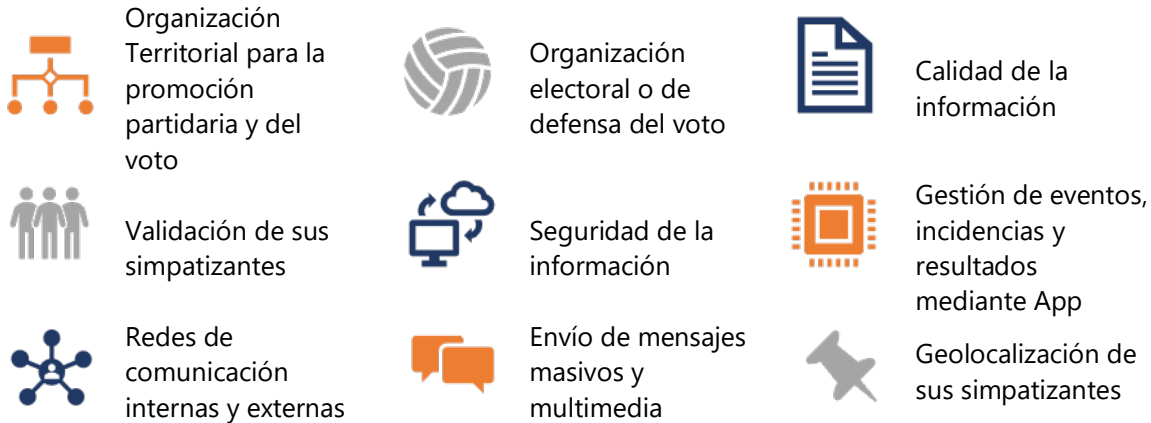 Organización
Territorial para la
promoción
partidaria y del
voto
Organización
electoral o de
defensa del voto
Calidad de la
información
Validación de sus
simpatizantes
Seguridad de la
información
Gestión de eventos,
incidencias y
resultados
mediante App
Redes de
comunicación
internas y externas
Envío de mensajes
masivos y
multimedia
Geolocalización de
sus simpatizantes